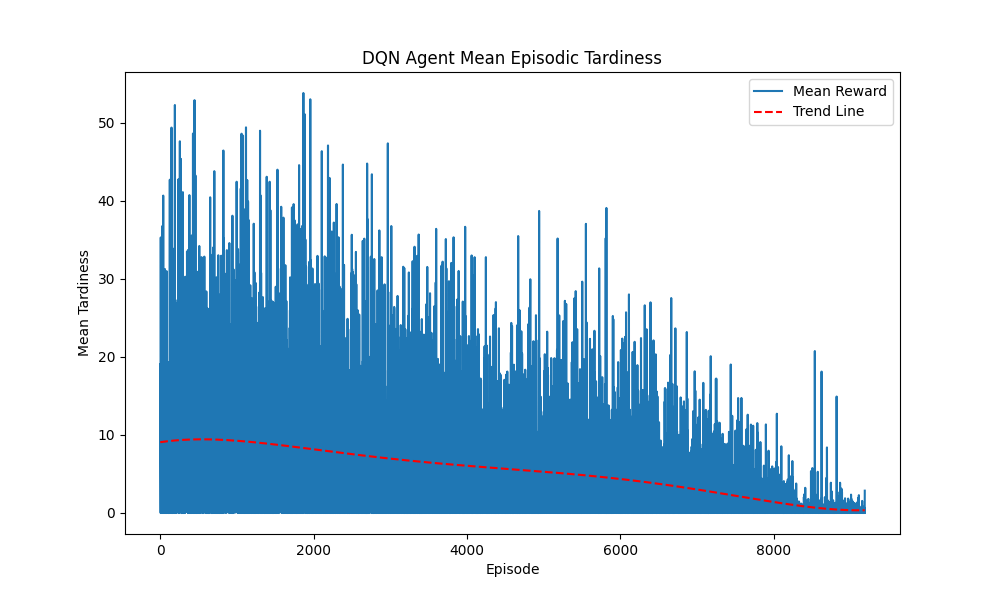 DQN Agent Mean Episodic Tardiness
Mean Reward
Trend Line
50
40
30
20
10
0
Mean Tardiness
0 2000 4000 6000 8000
Episode